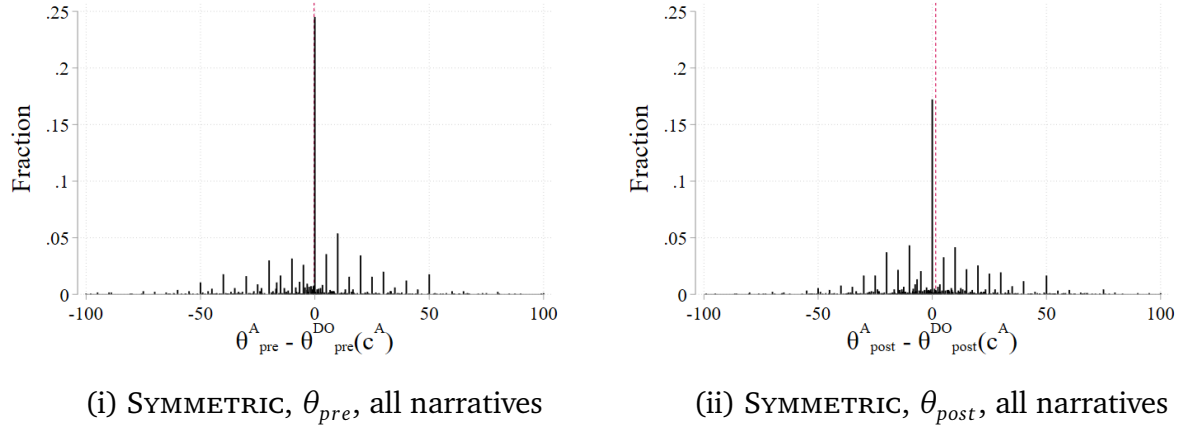 .25
.2
.15
.1
.05
0
Fraction
-100 -50 0 50 100
θ^A_pre - θ^DO_pre(c^A)
(i) SYMMETRIC, θ_pre, all narratives
.25
.2
.15
.1
.05
0
Fraction
-100 -50 0 50 100
θ^A_post - θ^DO_post(c^A)
(ii) SYMMETRIC, θ_post, all narratives